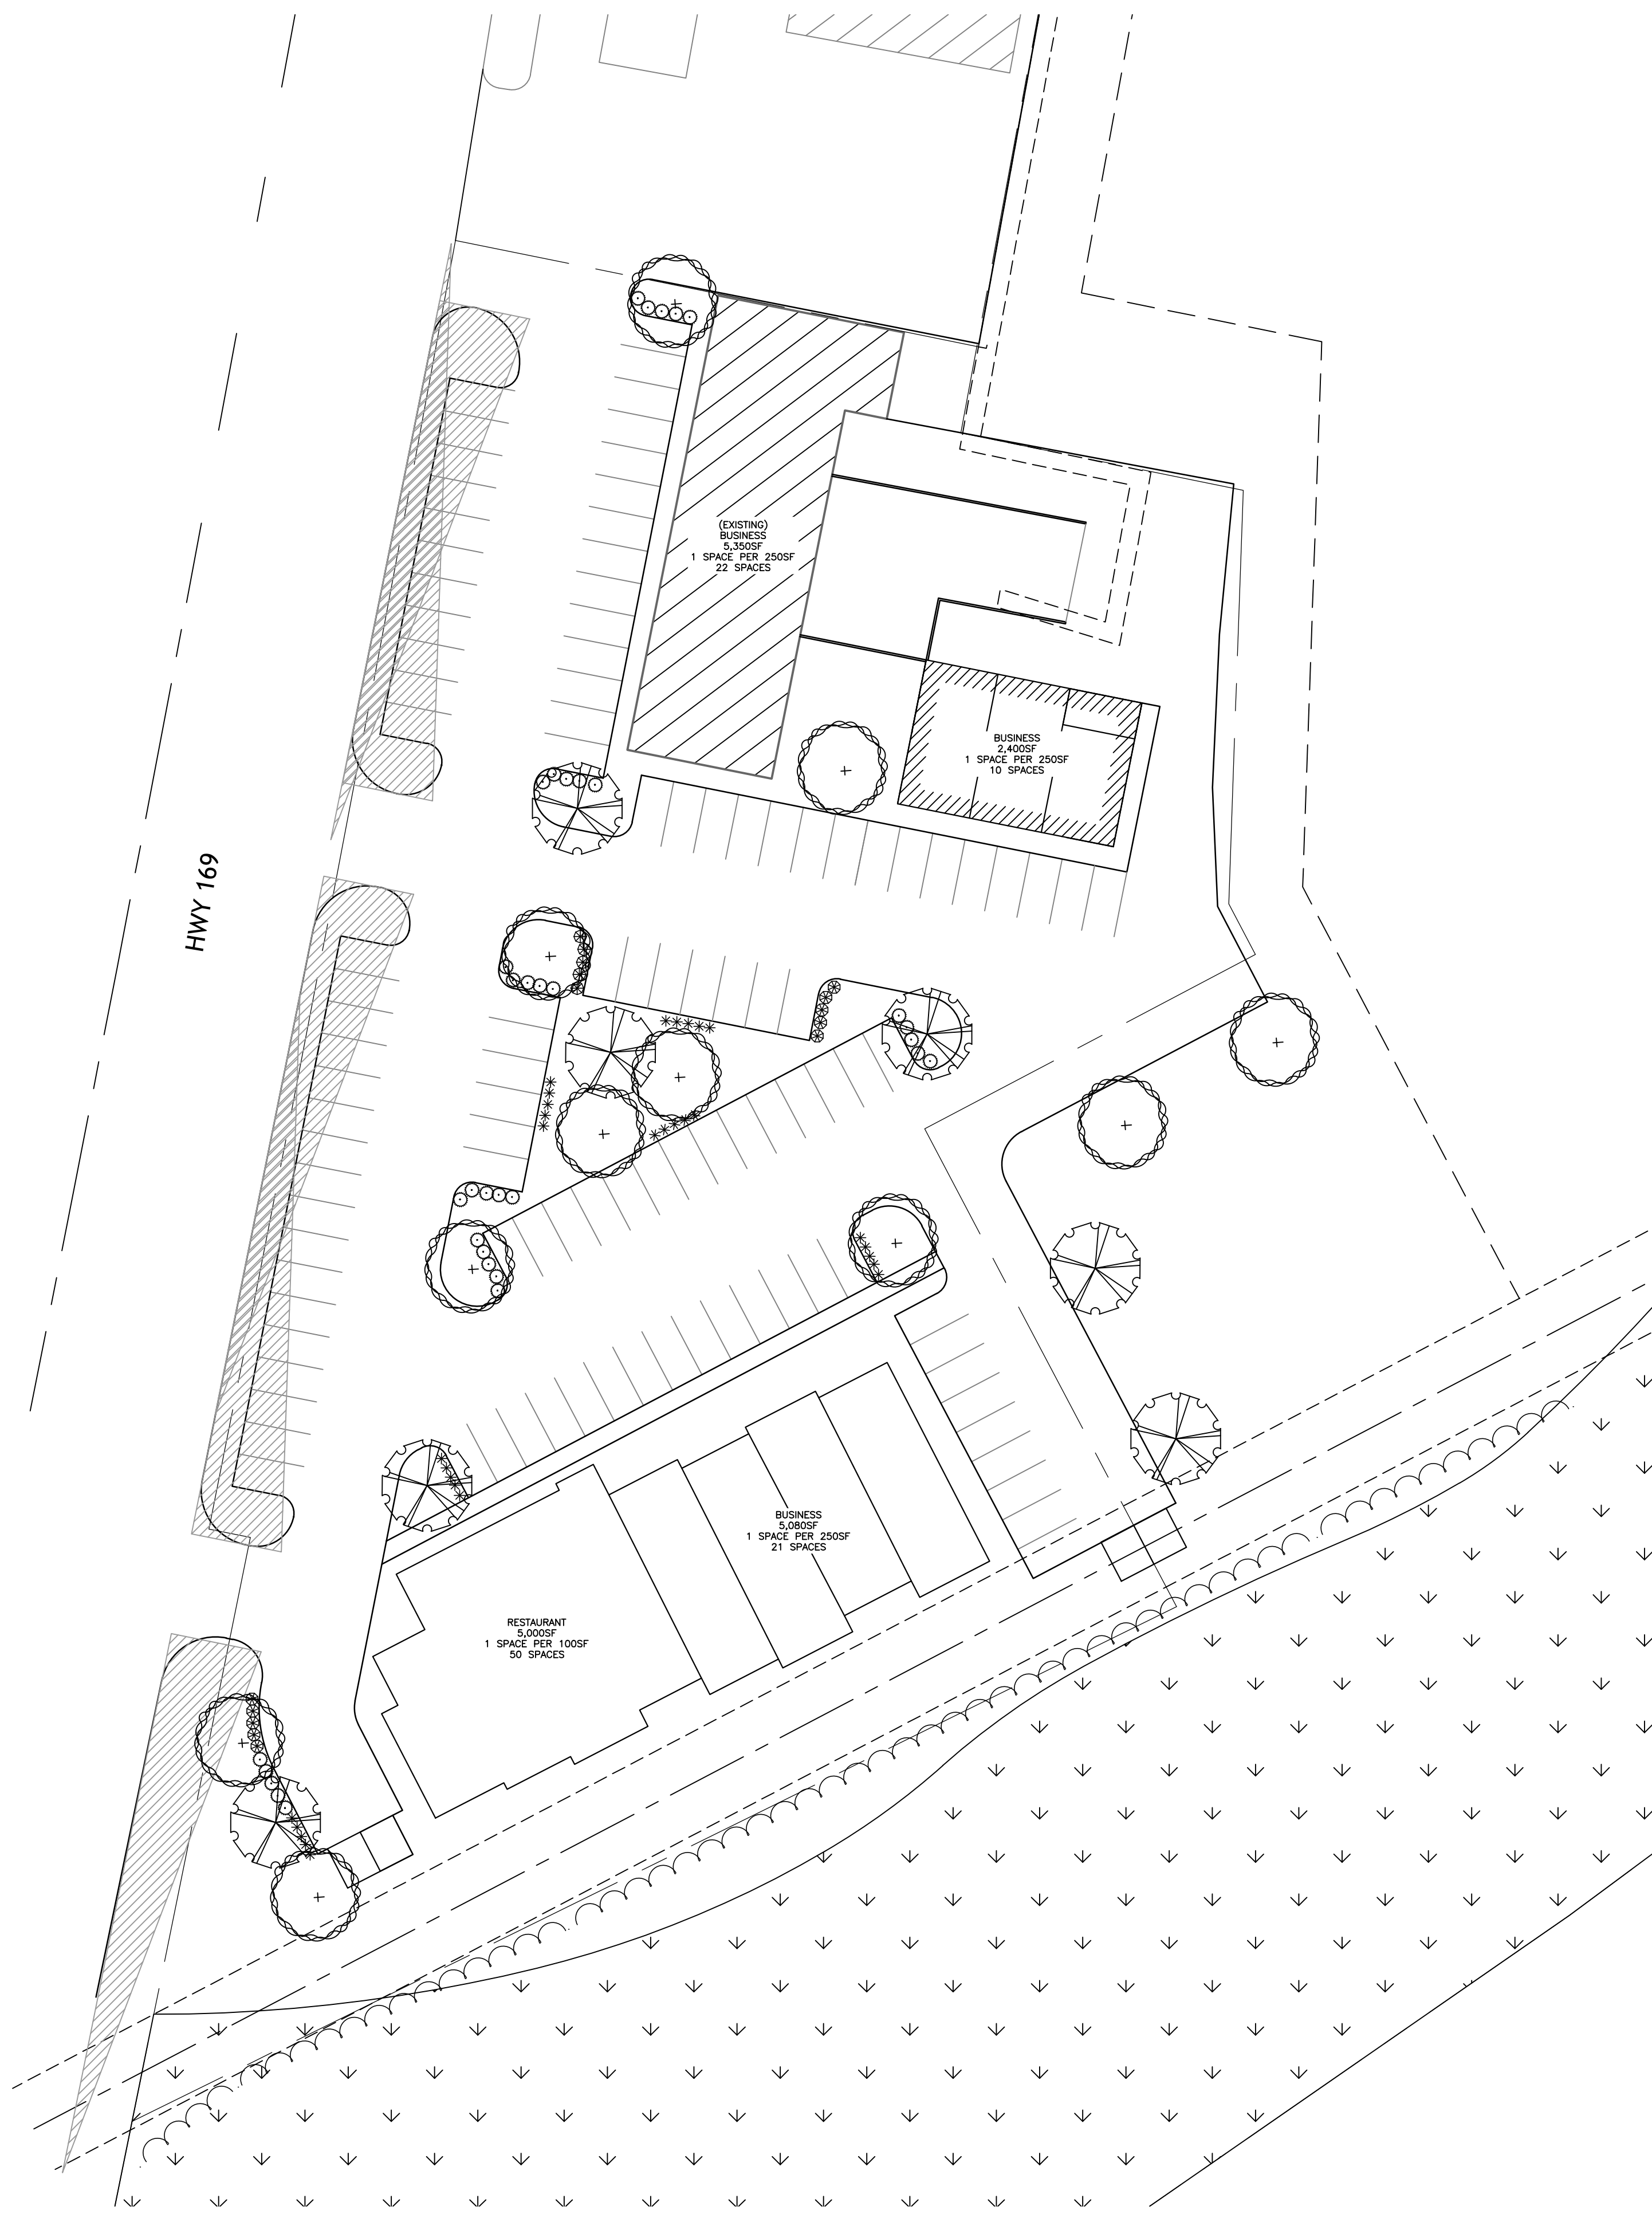 (EXISTING)
BUSINESS
5,350SF
1 SPACE PER 250SF
22 SPACES
BUSINESS
2,400SF
1 SPACE PER 250SF
10 SPACES
HWY 169
BUSINESS
5,080SF
1 SPACE PER 250SF
21 SPACES
RESTAURANT
5,000SF
1 SPACE PER 100SF
50 SPACES